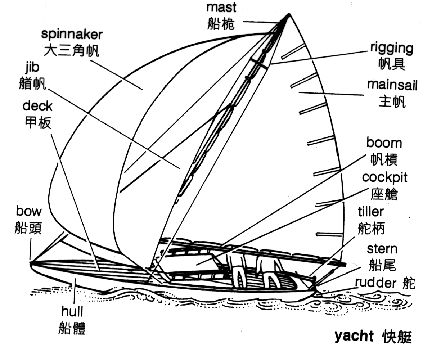 mast
船桅
spinnaker
大三角帆
jib
艏帆
deck
甲板
bow
船頭
hull
船體
rigging
帆具
mainsail
主帆
boom
帆橫
cockpit
座艙
tiller
舵柄
stern
船尾
rudder 舵
yacht 快艇